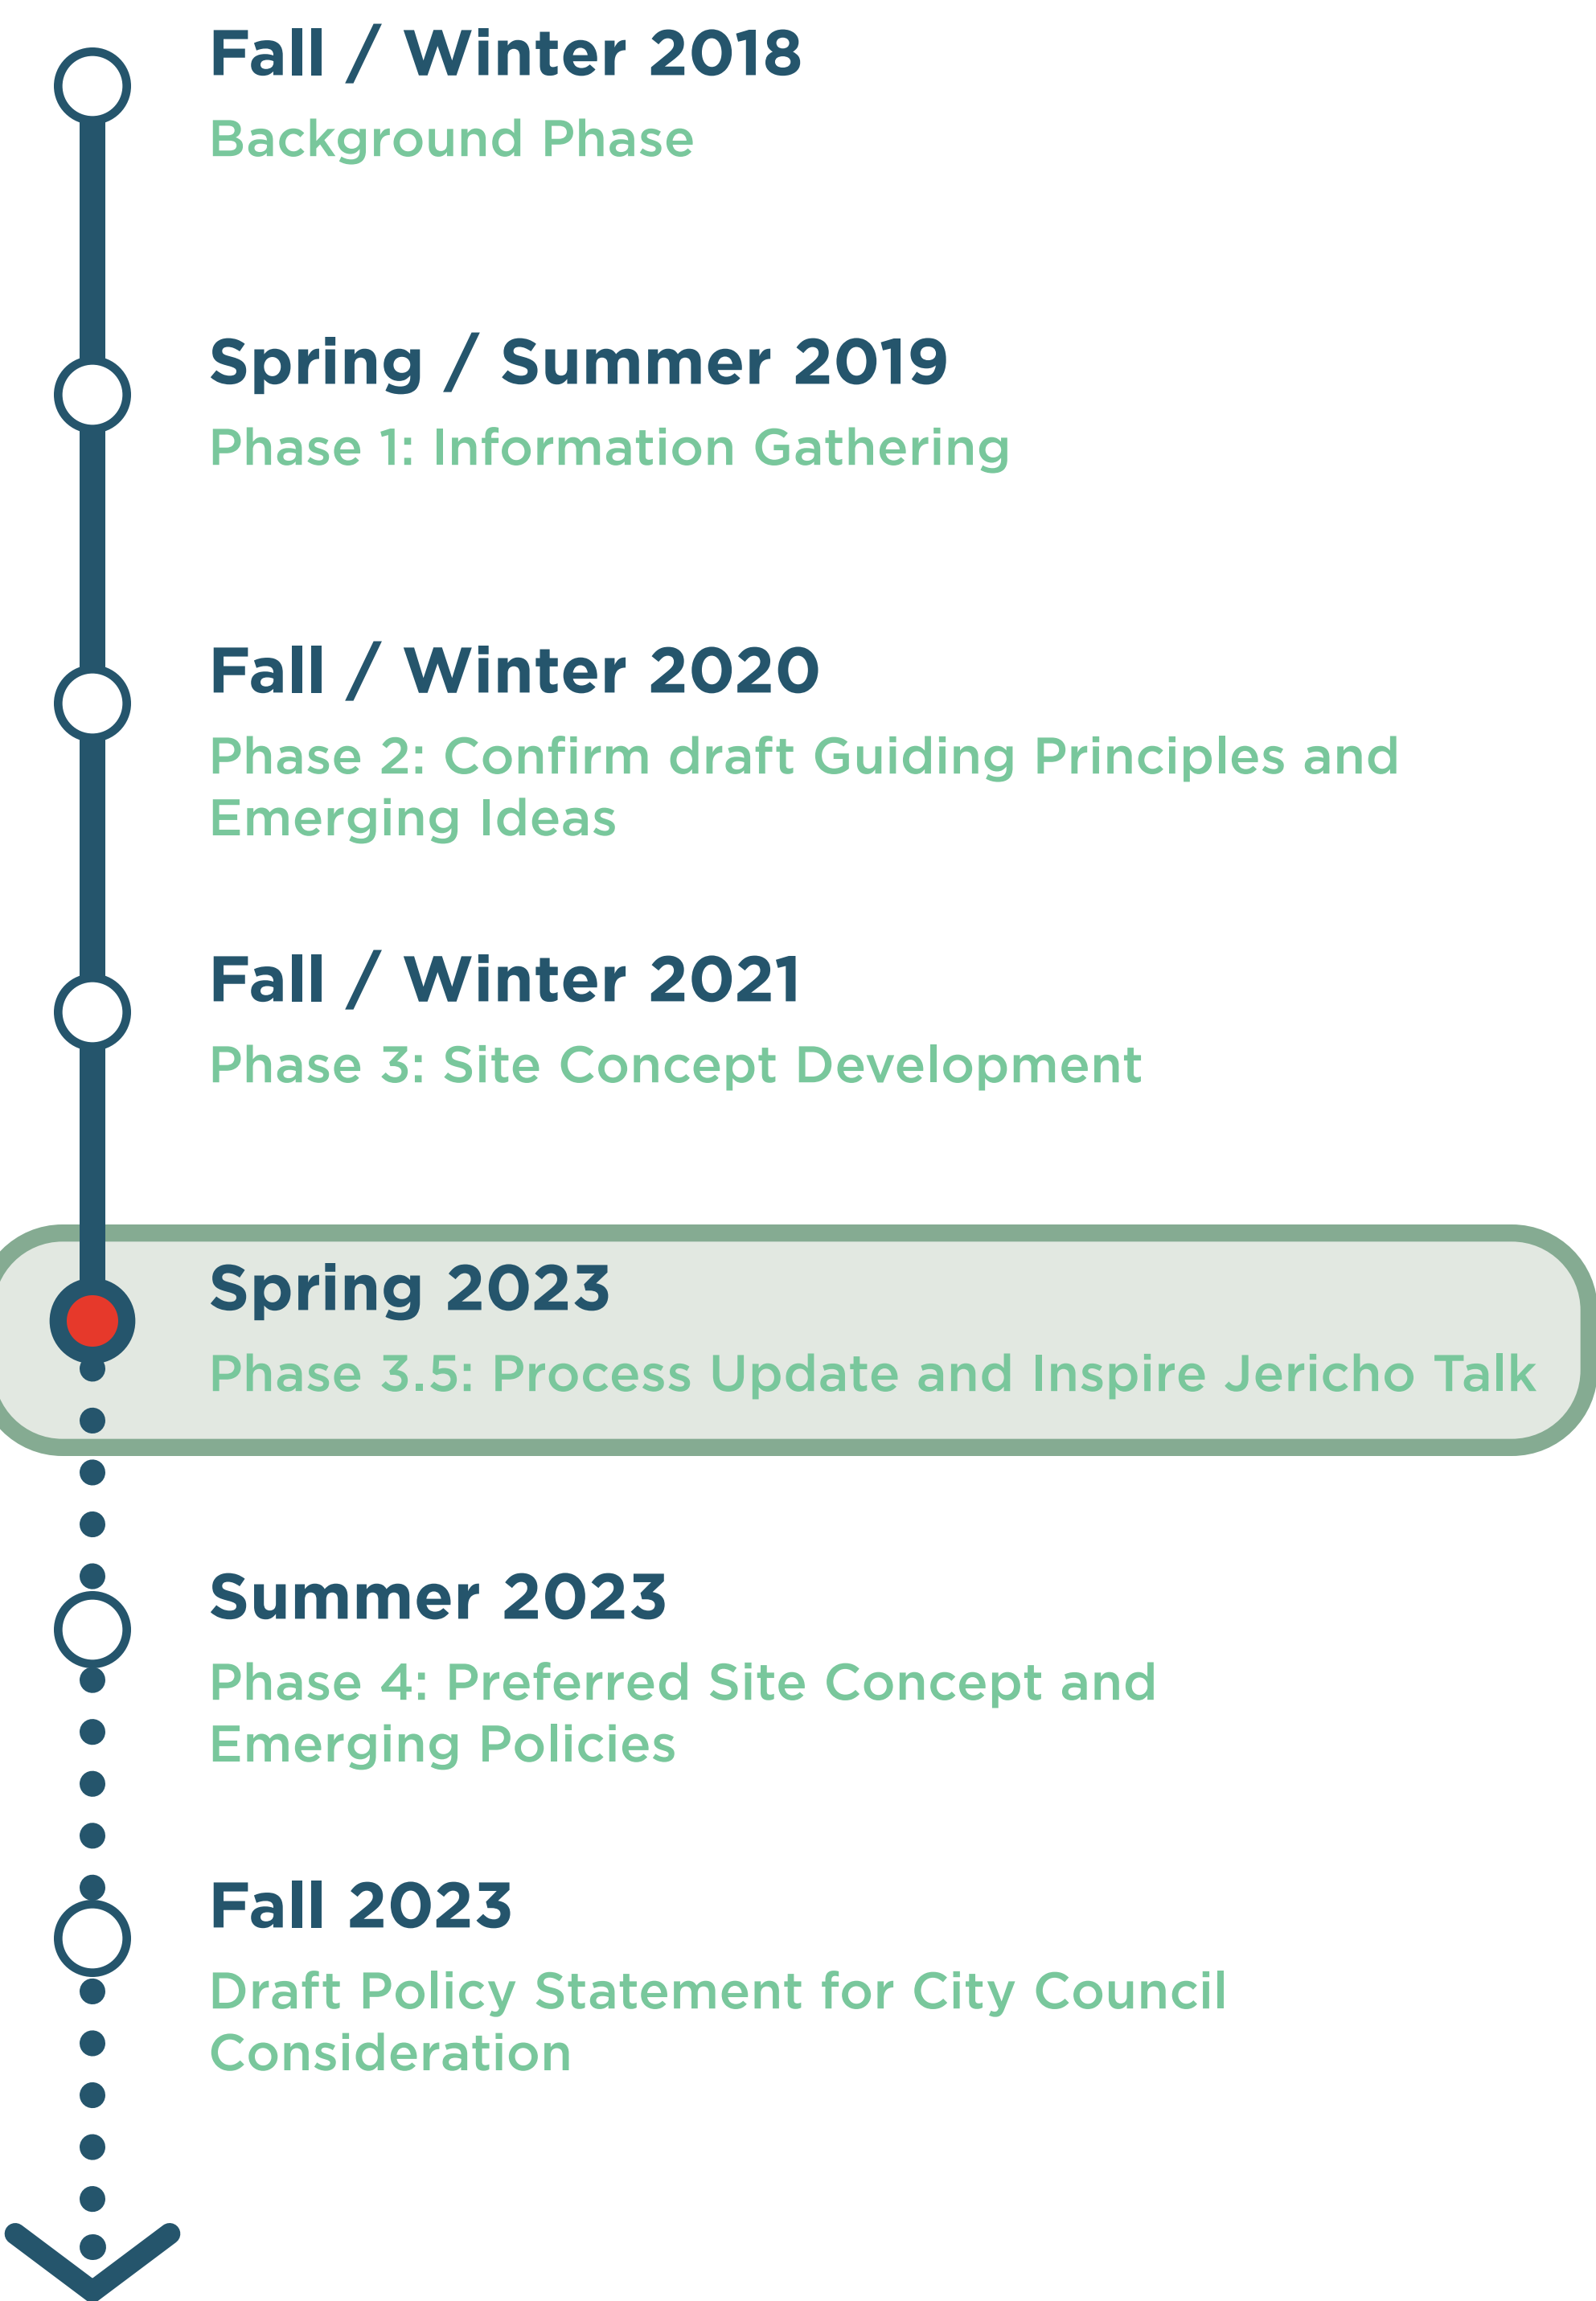 Fall / Winter 2018
Background Phase
Spring / Summer 2019
Phase 1: Information Gathering
Fall / Winter 2020
Phase 2: Confirm draft Guiding Principles and
Emerging Ideas
Fall / Winter 2021
Phase 3: Site Concept Development
Spring 2023
Phase 3.5: Process Update and Inspire Jericho Talk
Summer 2023
Phase 4: Preferred Site Concept and
Emerging Policies
Fall 2023
Draft Policy Statement for City Council
Consideration